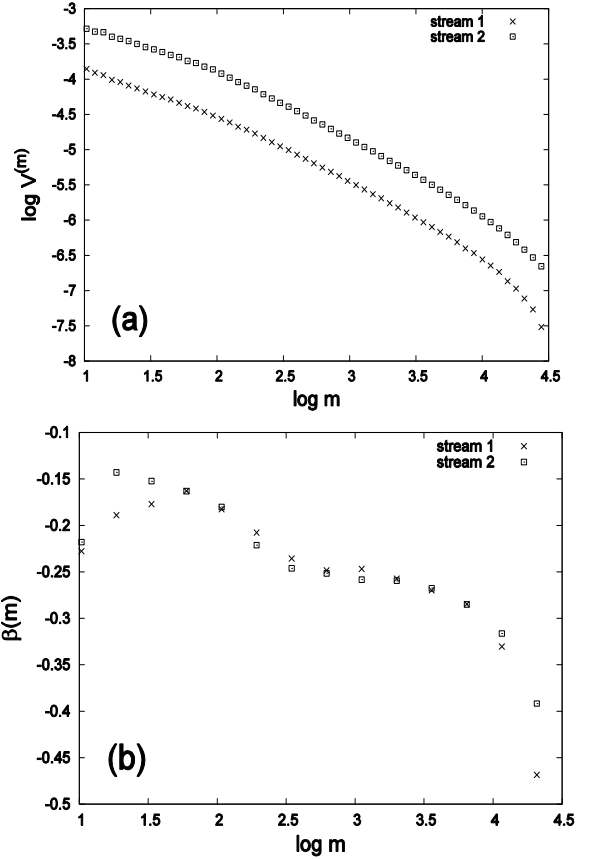 stream 1
stream 2
-3
-3.5
-4
-4.5
-5
-5.5
-6
-6.5
-7
-7.5
-8
log V(m)
(a)
1 1.5 2 2.5 3 3.5 4 4.5
log m
stream 1
stream 2
-0.1
-0.15
-0.2
-0.25
-0.3
-0.35
-0.4
-0.45
-0.5
β(m)
(b)
1 1.5 2 2.5 3 3.5 4 4.5
log m